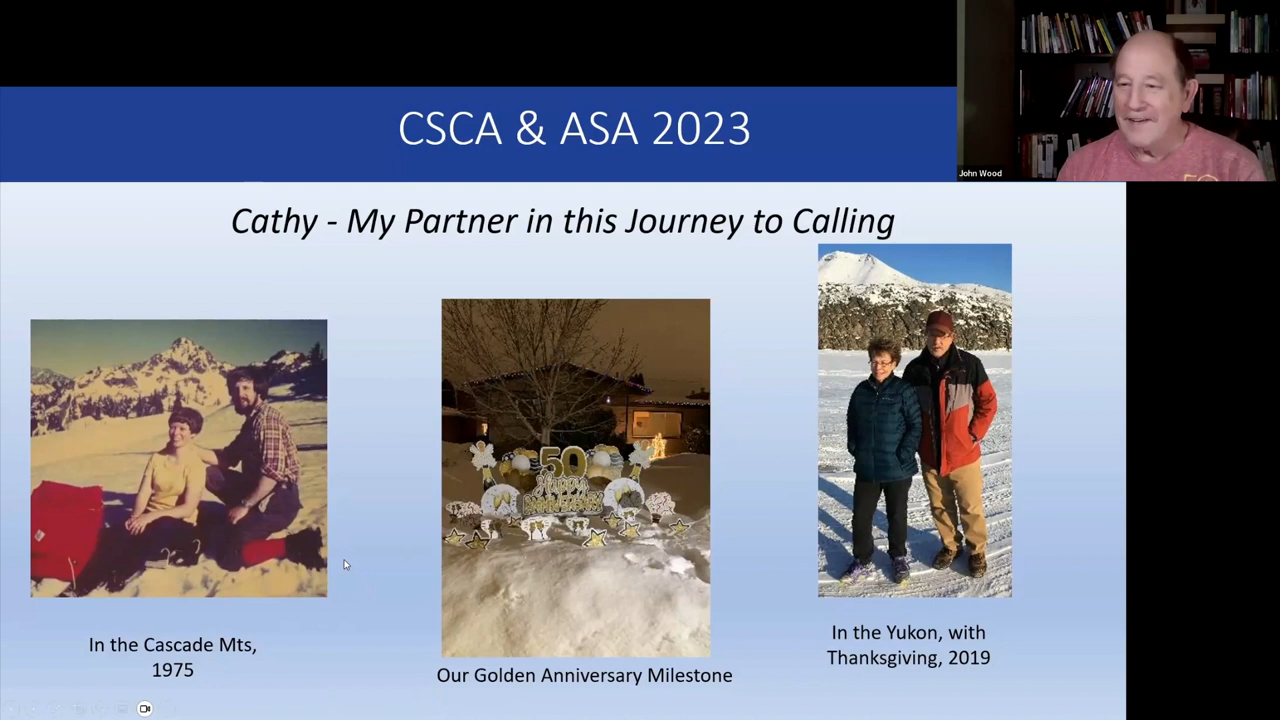 CSCA & ASA 2023
John Wood
Cathy - My Partner in this Journey to Calling
50
Happy
ANNIVERSARY!
In the Cascade Mts,
1975
Our Golden Anniversary Milestone
In the Yukon, with
Thanksgiving, 2019